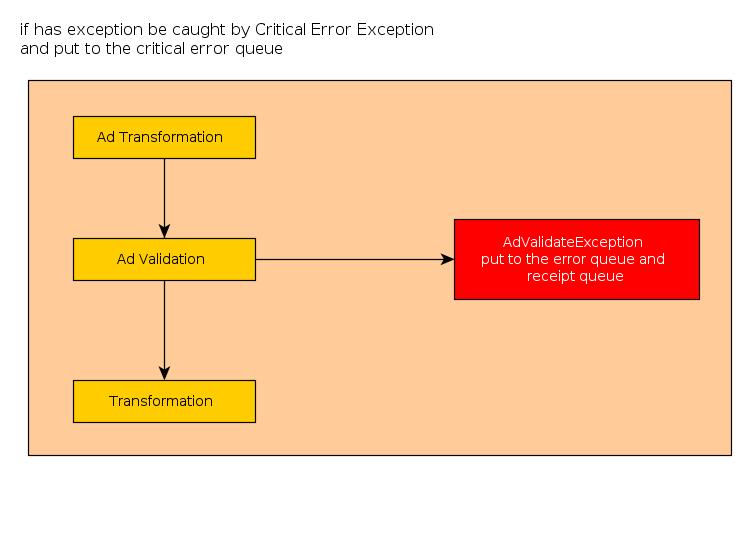 if has exception be caught by Critical Error Exception
and put to the critical error queue
Ad Transformation
Ad Validation
AdValidateException
put to the error queue and
receipt queue
Transformation